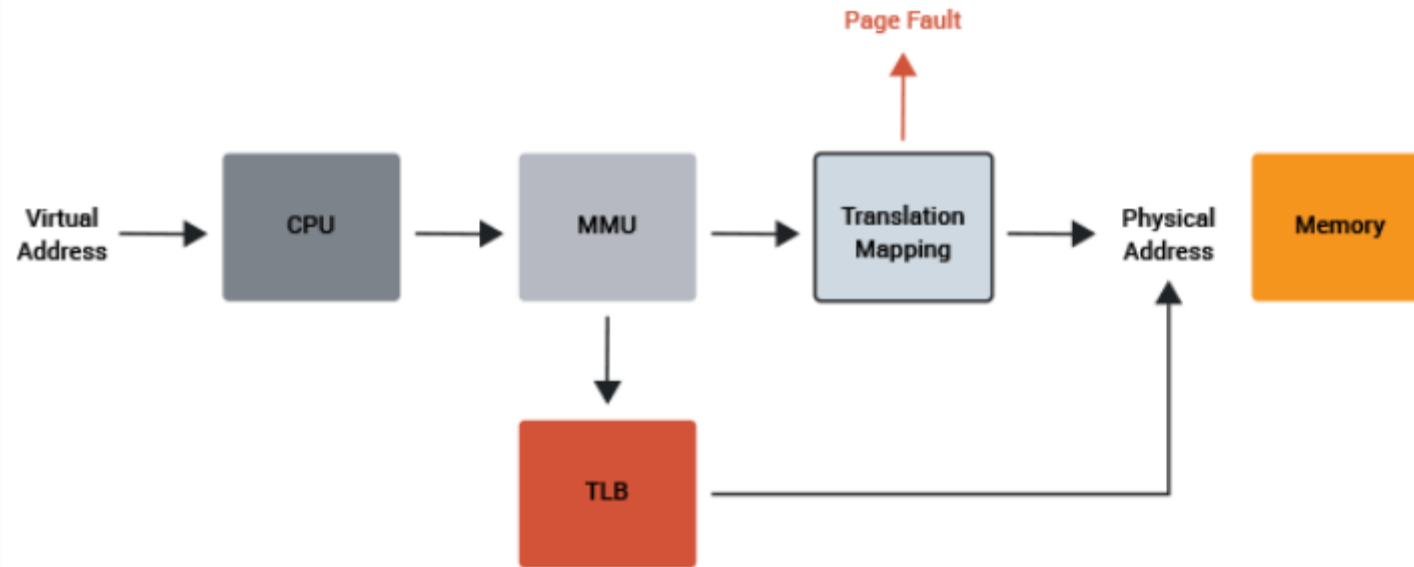 Page Fault
Virtual
Address
CPU
MMU
Translation
Mapping
Physical
Address
Memory
TLB